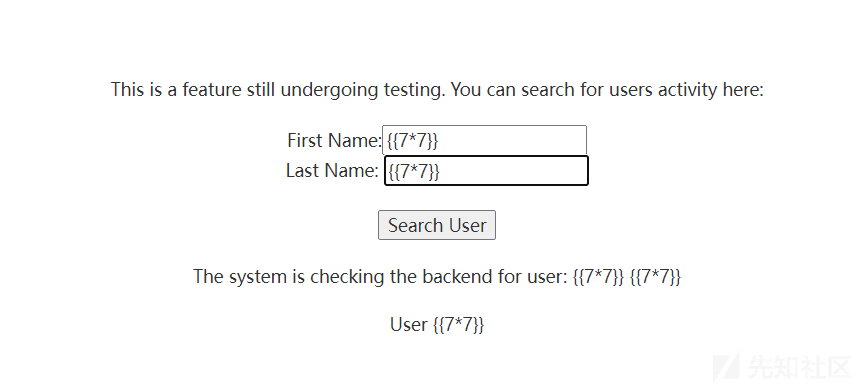 This is a feature still undergoing testing. You can search for users activity here:
First Name: {{7*7}}
Last Name: {{7*7}}
Search User
The system is checking the backend for user: {{7*7}} {{7*7}}
User {{7*7}}
先知社区